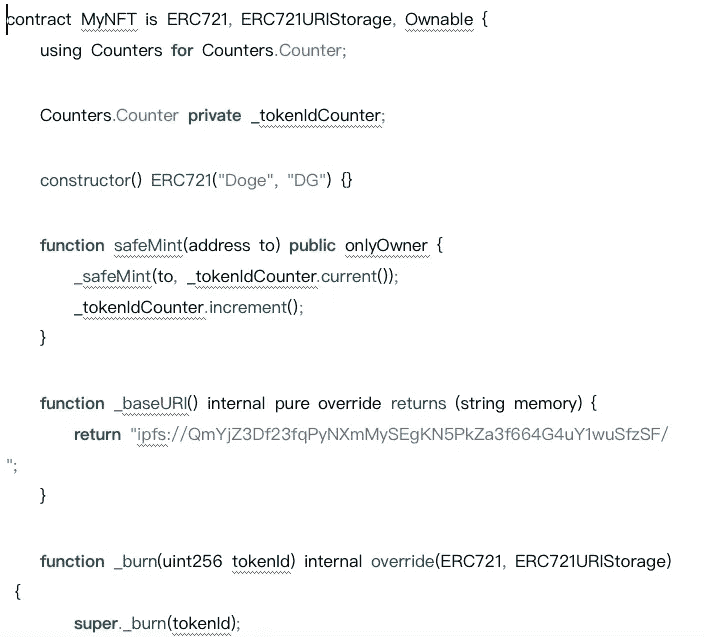 contract MyNFT is ERC721, ERC721URIStorage, Ownable {
using Counters for Counters.Counter;
Counters.Counter private _tokenIdCounter;
constructor() ERC721("Doge", "DG") {}
function safeMint(address to) public onlyOwner {
_safeMint(to, _tokenIdCounter.current());
_tokenIdCounter.increment();
}
function _baseURI() internal pure override returns (string memory) {
return "ipfs://QmYjZ3Df23fqPyNXmMySEgKN5PkZa3f664G4uY1wuSfzSF/
";
}
function _burn(uint256 tokenId) internal override(ERC721, ERC721URIStorage)
{
super._burn(tokenId);